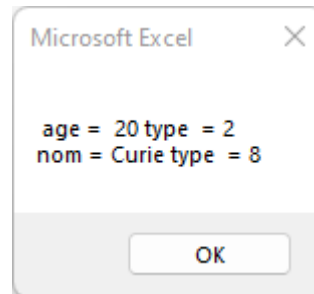 Microsoft Excel
age = 20 type = 2
nom = Curie type = 8
OK